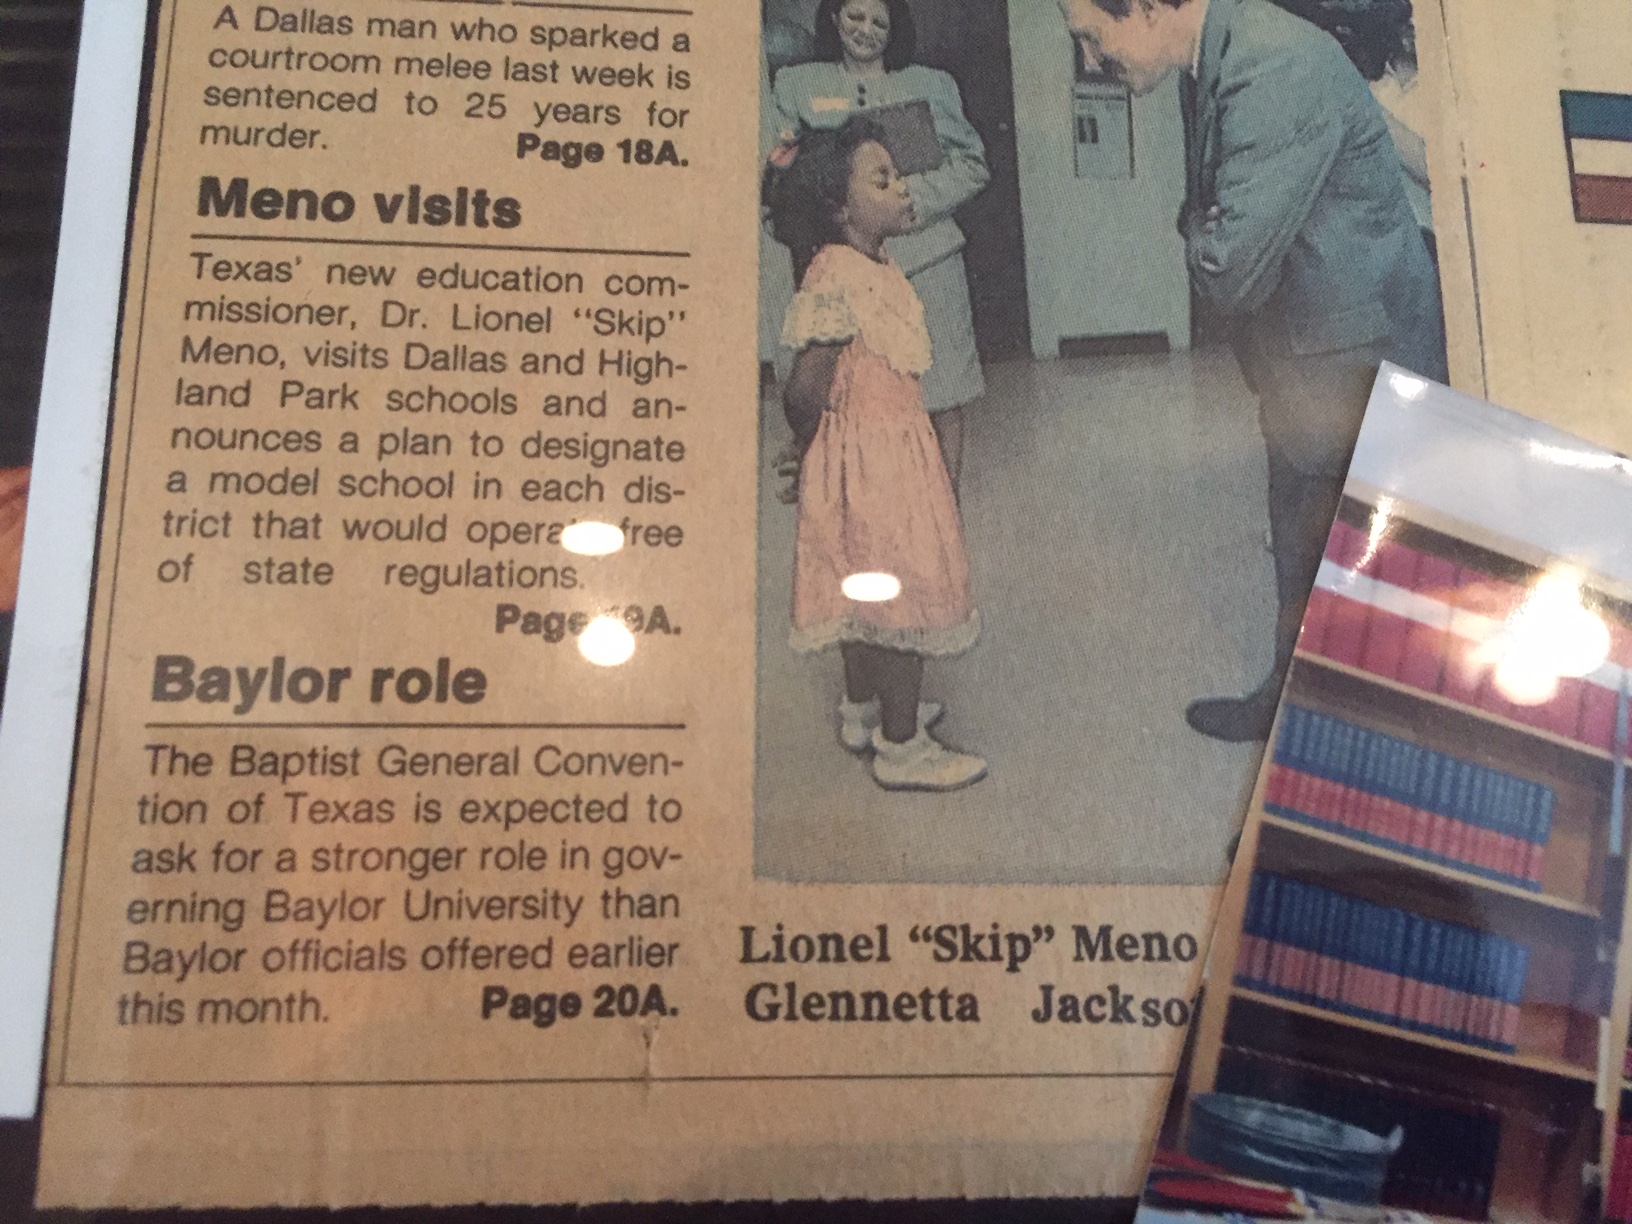 A Dallas man who sparked a
courtroom melee last week is
sentenced to 25 years for
murder. Page 18A.
Meno visits
Texas' new education com-
missioner, Dr. Lionel "Skip"
Meno, visits Dallas and High-
land Park schools and an-
nounces a plan to designate
a model school in each dis-
trict that would operate free
of state regulations.
Page
Baylor role
The Baptist General Conven-
tion of Texas is expected to
ask for a stronger role in gov-
erning Baylor University than
Baylor officials offered earlier
this month. Page 20A.
Lionel "Skip" Meno
Glennetta Jackso